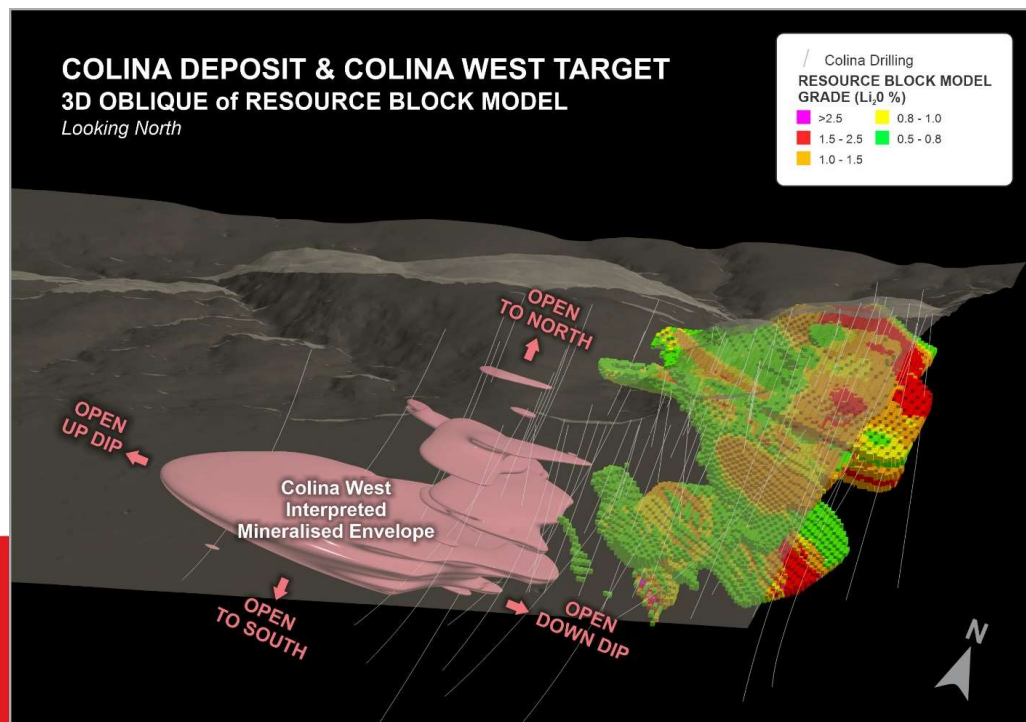 COLINA DEPOSIT & COLINA WEST TARGET
3D OBLIQUE of RESOURCE BLOCK MODEL
Looking North
Colina Drilling
RESOURCE BLOCK MODEL
GRADE (Li₂0 %)
>2.5
0.8 - 1.0
1.5 - 2.5
0.5 - 0.8
1.0 - 1.5
OPEN
TO NORTH
OPEN
UP DIP
Colina West
Interpreted
Mineralised Envelope
OPEN
TO SOUTH
OPEN
DOWN DIP
N